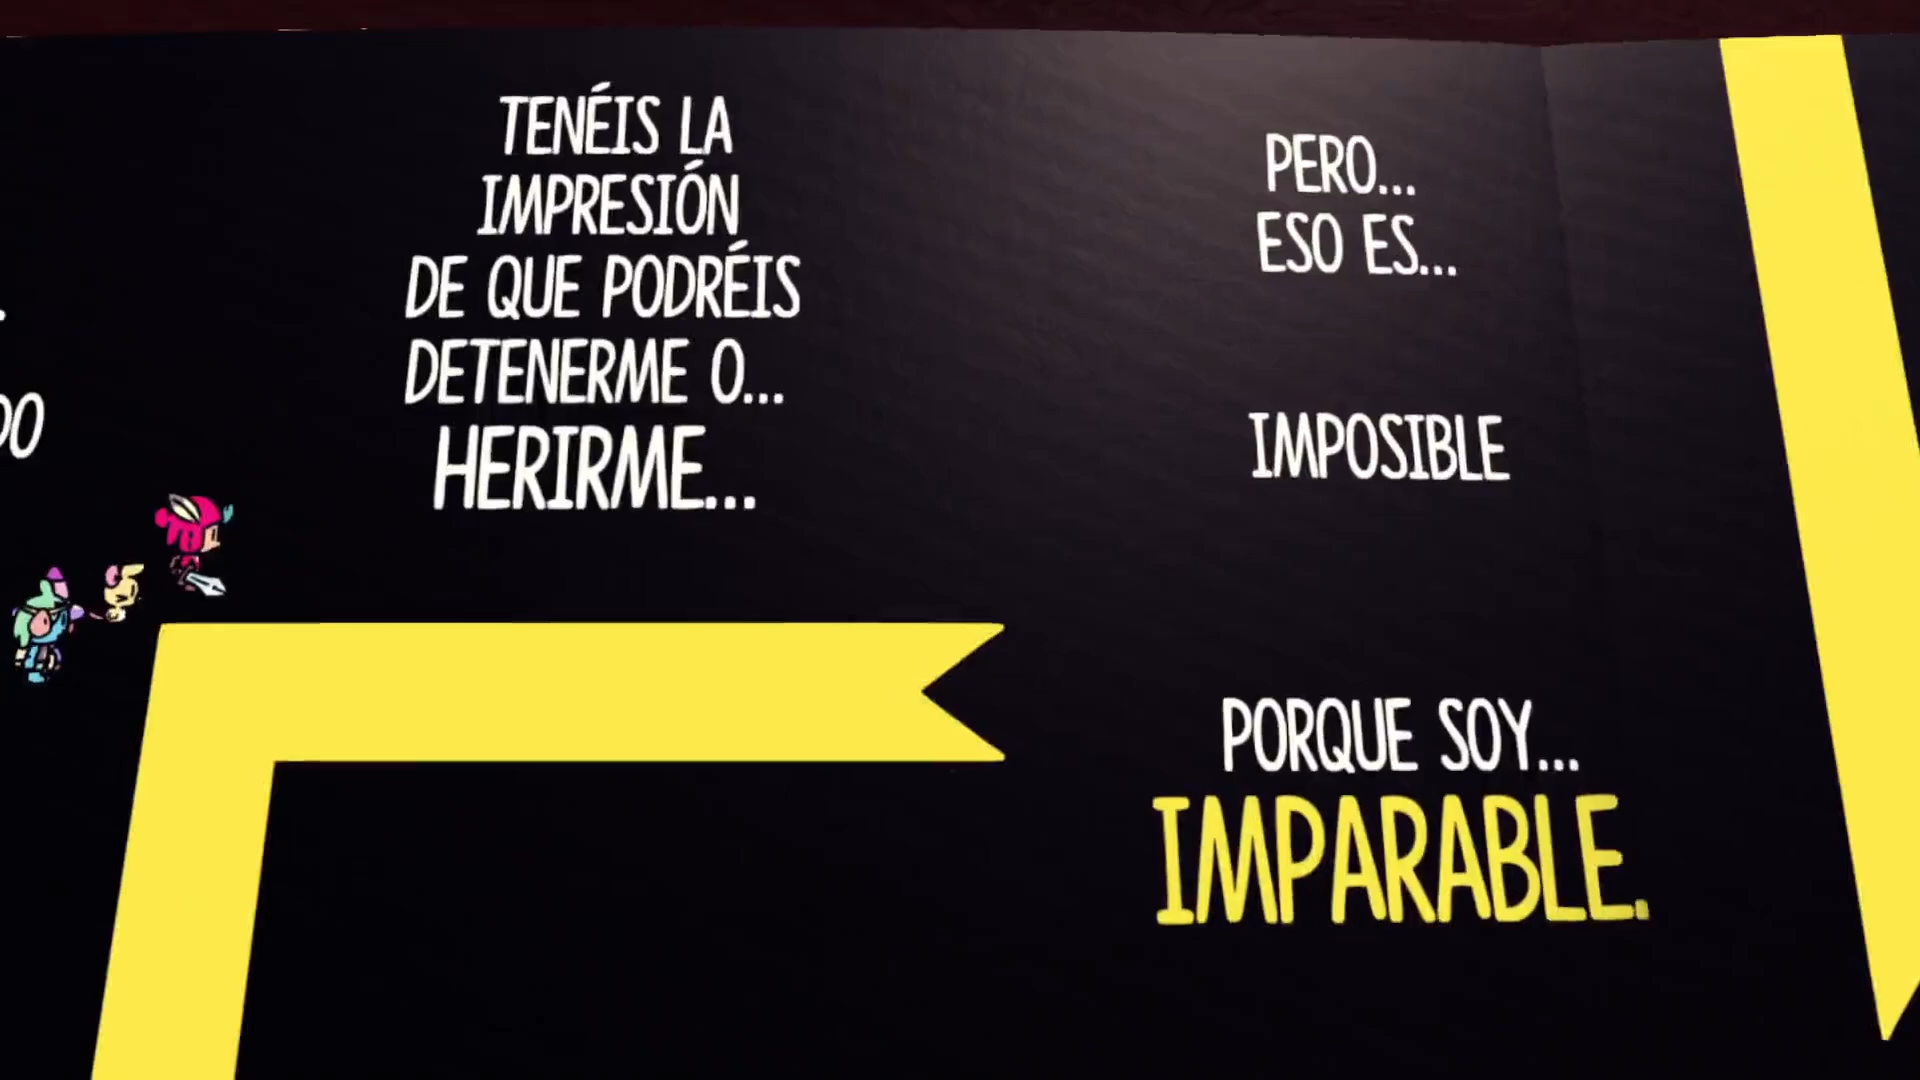 TENÉIS LA
IMPRESIÓN
DE QUE PODRÉIS
DETENERME O...
HERIRME...
PERO...
ESO ES...
IMPOSIBLE
PORQUE SOY...
IMPARABLE.